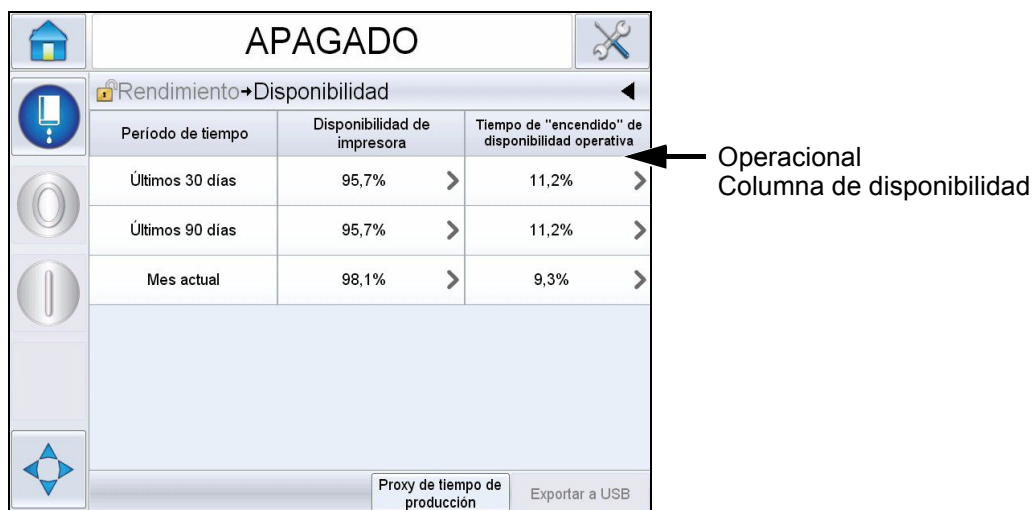 APAGADO
Rendimiento→Disponibilidad
Período de tiempo
Disponibilidad de
impresora
Tiempo de "encendido" de
disponibilidad operativa
Operacional
Columna de disponibilidad
Últimos 30 días
95,7%
11,2%
Últimos 90 días
95,7%
11,2%
Mes actual
98,1%
9,3%
Proxy de tiempo de
producción
Exportar a USB